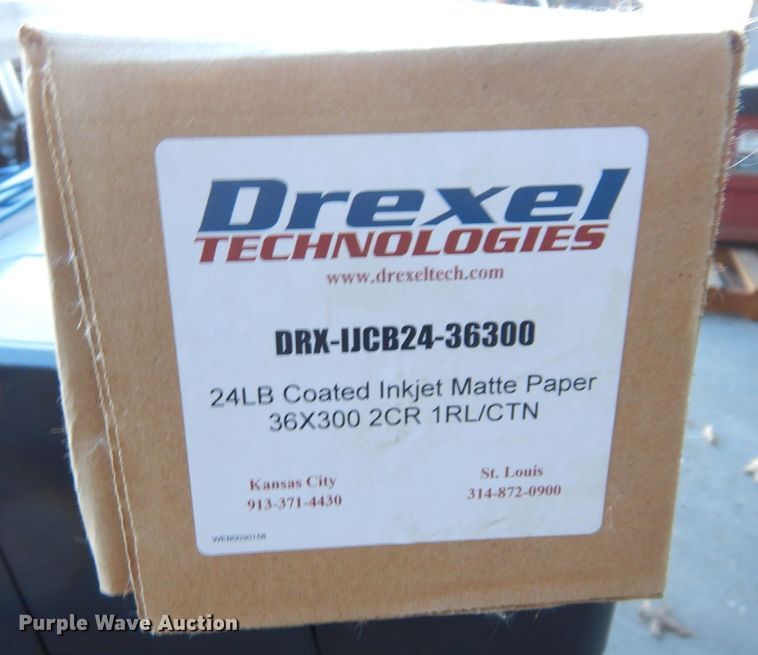 Drexel
TECHNOLOGIES
www.drexeltech.com
DRX-IJCB24-36300
24LB Coated Inkjet Matte Paper
36X300 2CR 1RL/CTN
Kansas City
913-371-4430
St. Louis
314-872-0900
WEB0030158
Purple Wave Auction